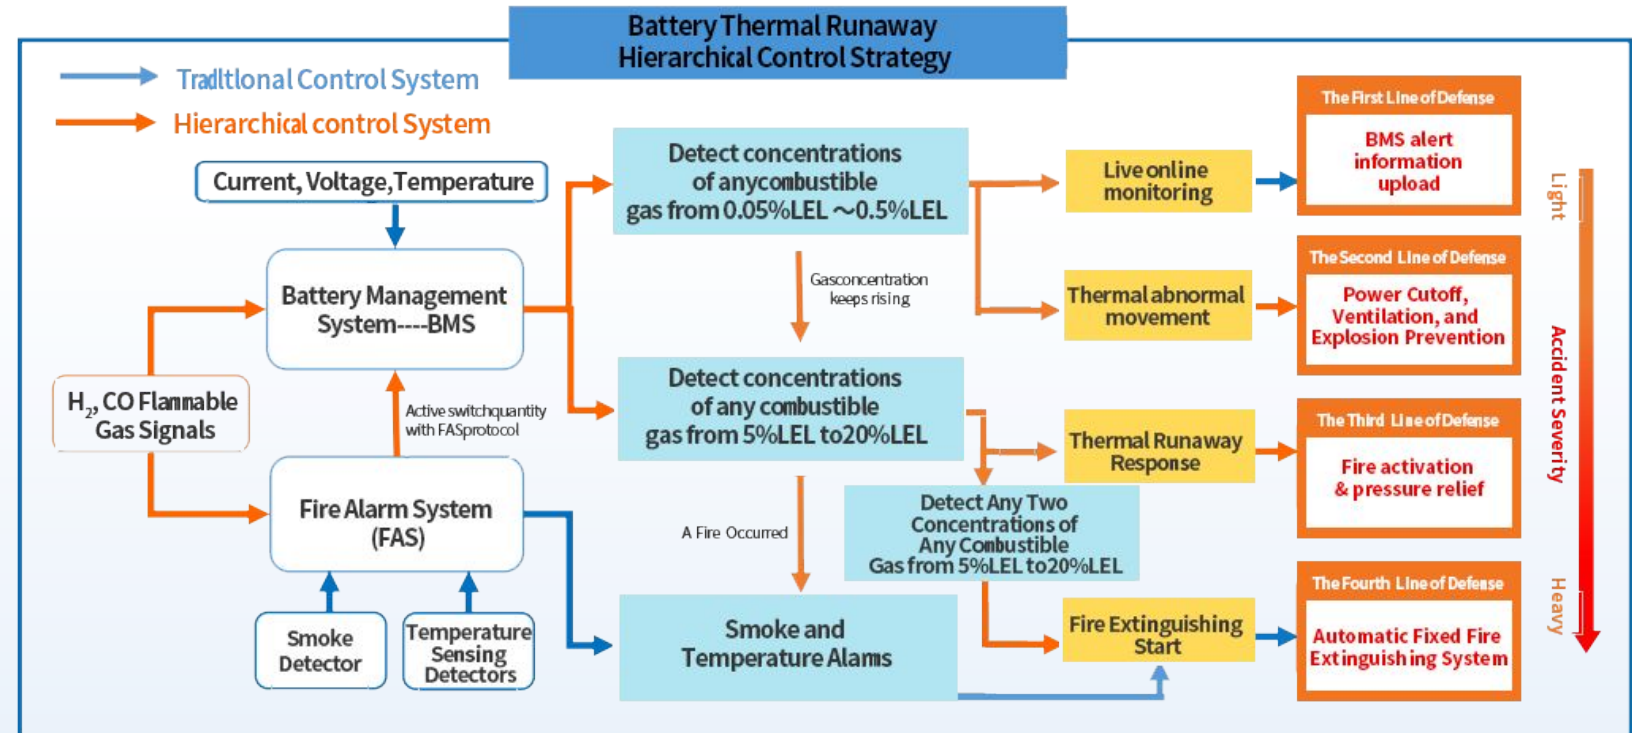 Battery Thermal Runaway
Hierarchical Control Strategy
Tradltlonal Control System
Hierarchical control System
Current, Voltage,Temperature
Battery Management
System----BMS
H₂, CO Flammable
Gas Signals
Active switchquantity
with FASprotocol
Fire Alarm System
(FAS)
Smoke
Detector
Temperature
Sensing
Detectors
Detect concentrations
of anycombustible
gas from 0.05%LEL ～0.5%LEL
Gasconcentration
keeps rising
Detect concentrations
of any combustible
gas from 5%LEL to20%LEL
A Fire Occurred
Detect Any Two
Concentrations of
Any Combustible
Gas from 5%LEL to20%LEL
Smoke and
Temperature Alarms
Live online
monitoring
Thermal abnormal
movement
Thermal Runaway
Response
Fire Extinguishing
Start
The First Line of Defense
BMS alert
information
upload
The Second Line of Defense
Power Cutoff,
Ventilation, and
Explosion Prevention
The Third Line of Defense
Fire activation
& pressure relief
The Fourth Line of Defense
Automatic Fixed Fire
Extinguishing System
Light
Accident Severity
Heavy